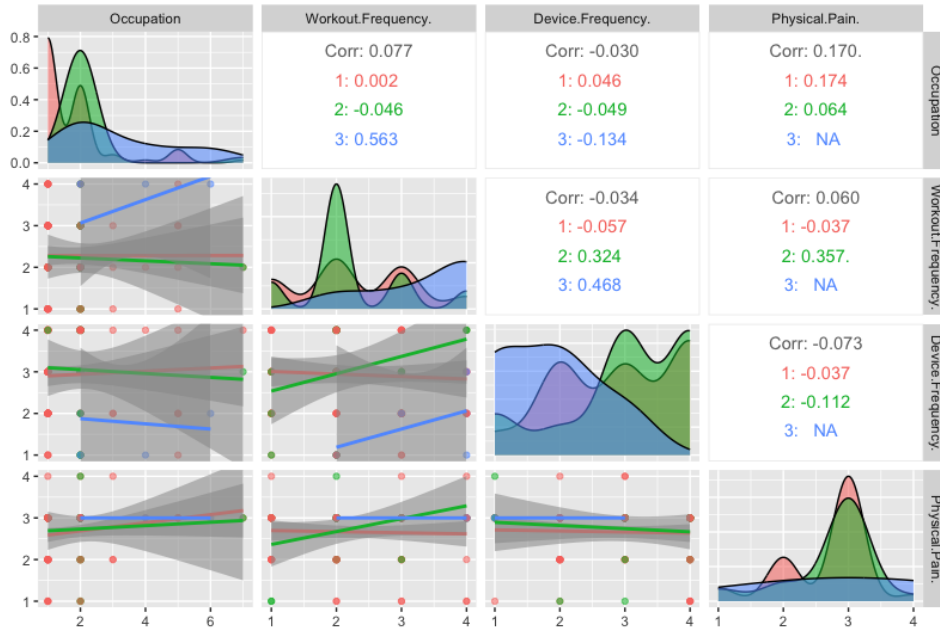 Occupation
Workout.Frequency.
Device.Frequency.
Physical.Pain.
0.8
0.6
0.4
0.2
0.0
Corr: 0.077
1: 0.002
2: -0.046
3: 0.563
Corr: -0.030
1: 0.046
2: -0.049
3: -0.134
Corr: 0.170.
1: 0.174
2: 0.064
3: NA
Occupation
4
3
2
1
Corr: -0.034
1: -0.057
2: 0.324
3: 0.468
Corr: 0.060
1: -0.037
2: 0.357.
3: NA
Workout.Frequency.
4
3
2
1
Corr: -0.073
1: -0.037
2: -0.112
3: NA
Device.Frequency.
4
3
2
1
Physical.Pain.
2
4
6
1
2
3
4
1
2
3
4
1
2
3
4